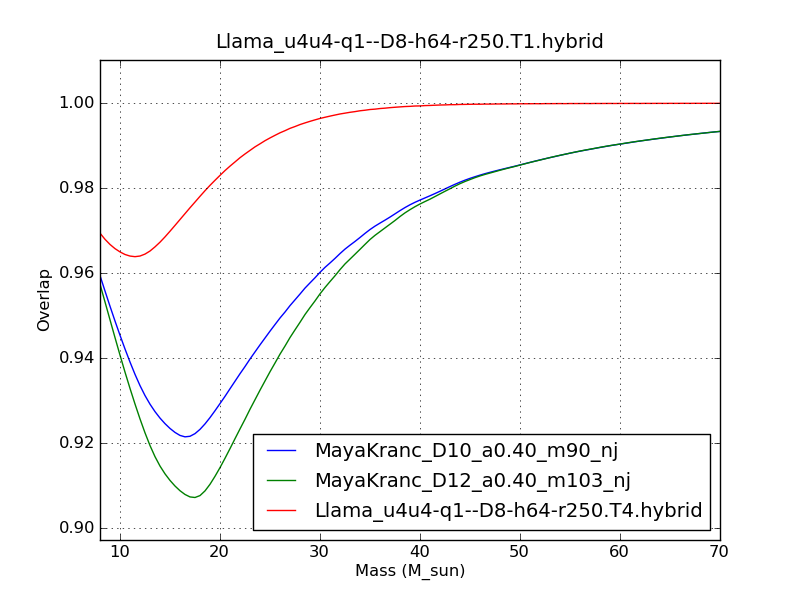 Llama_u4u4-q1--D8-h64-r250.T1.hybrid
1.00
0.98
0.96
0.94
0.92
0.90
Overlap
MayaKranc_D10_a0.40_m90_nj
MayaKranc_D12_a0.40_m103_nj
Llama_u4u4-q1--D8-h64-r250.T4.hybrid
10 20 30 40 50 60 70
Mass (M_sun)